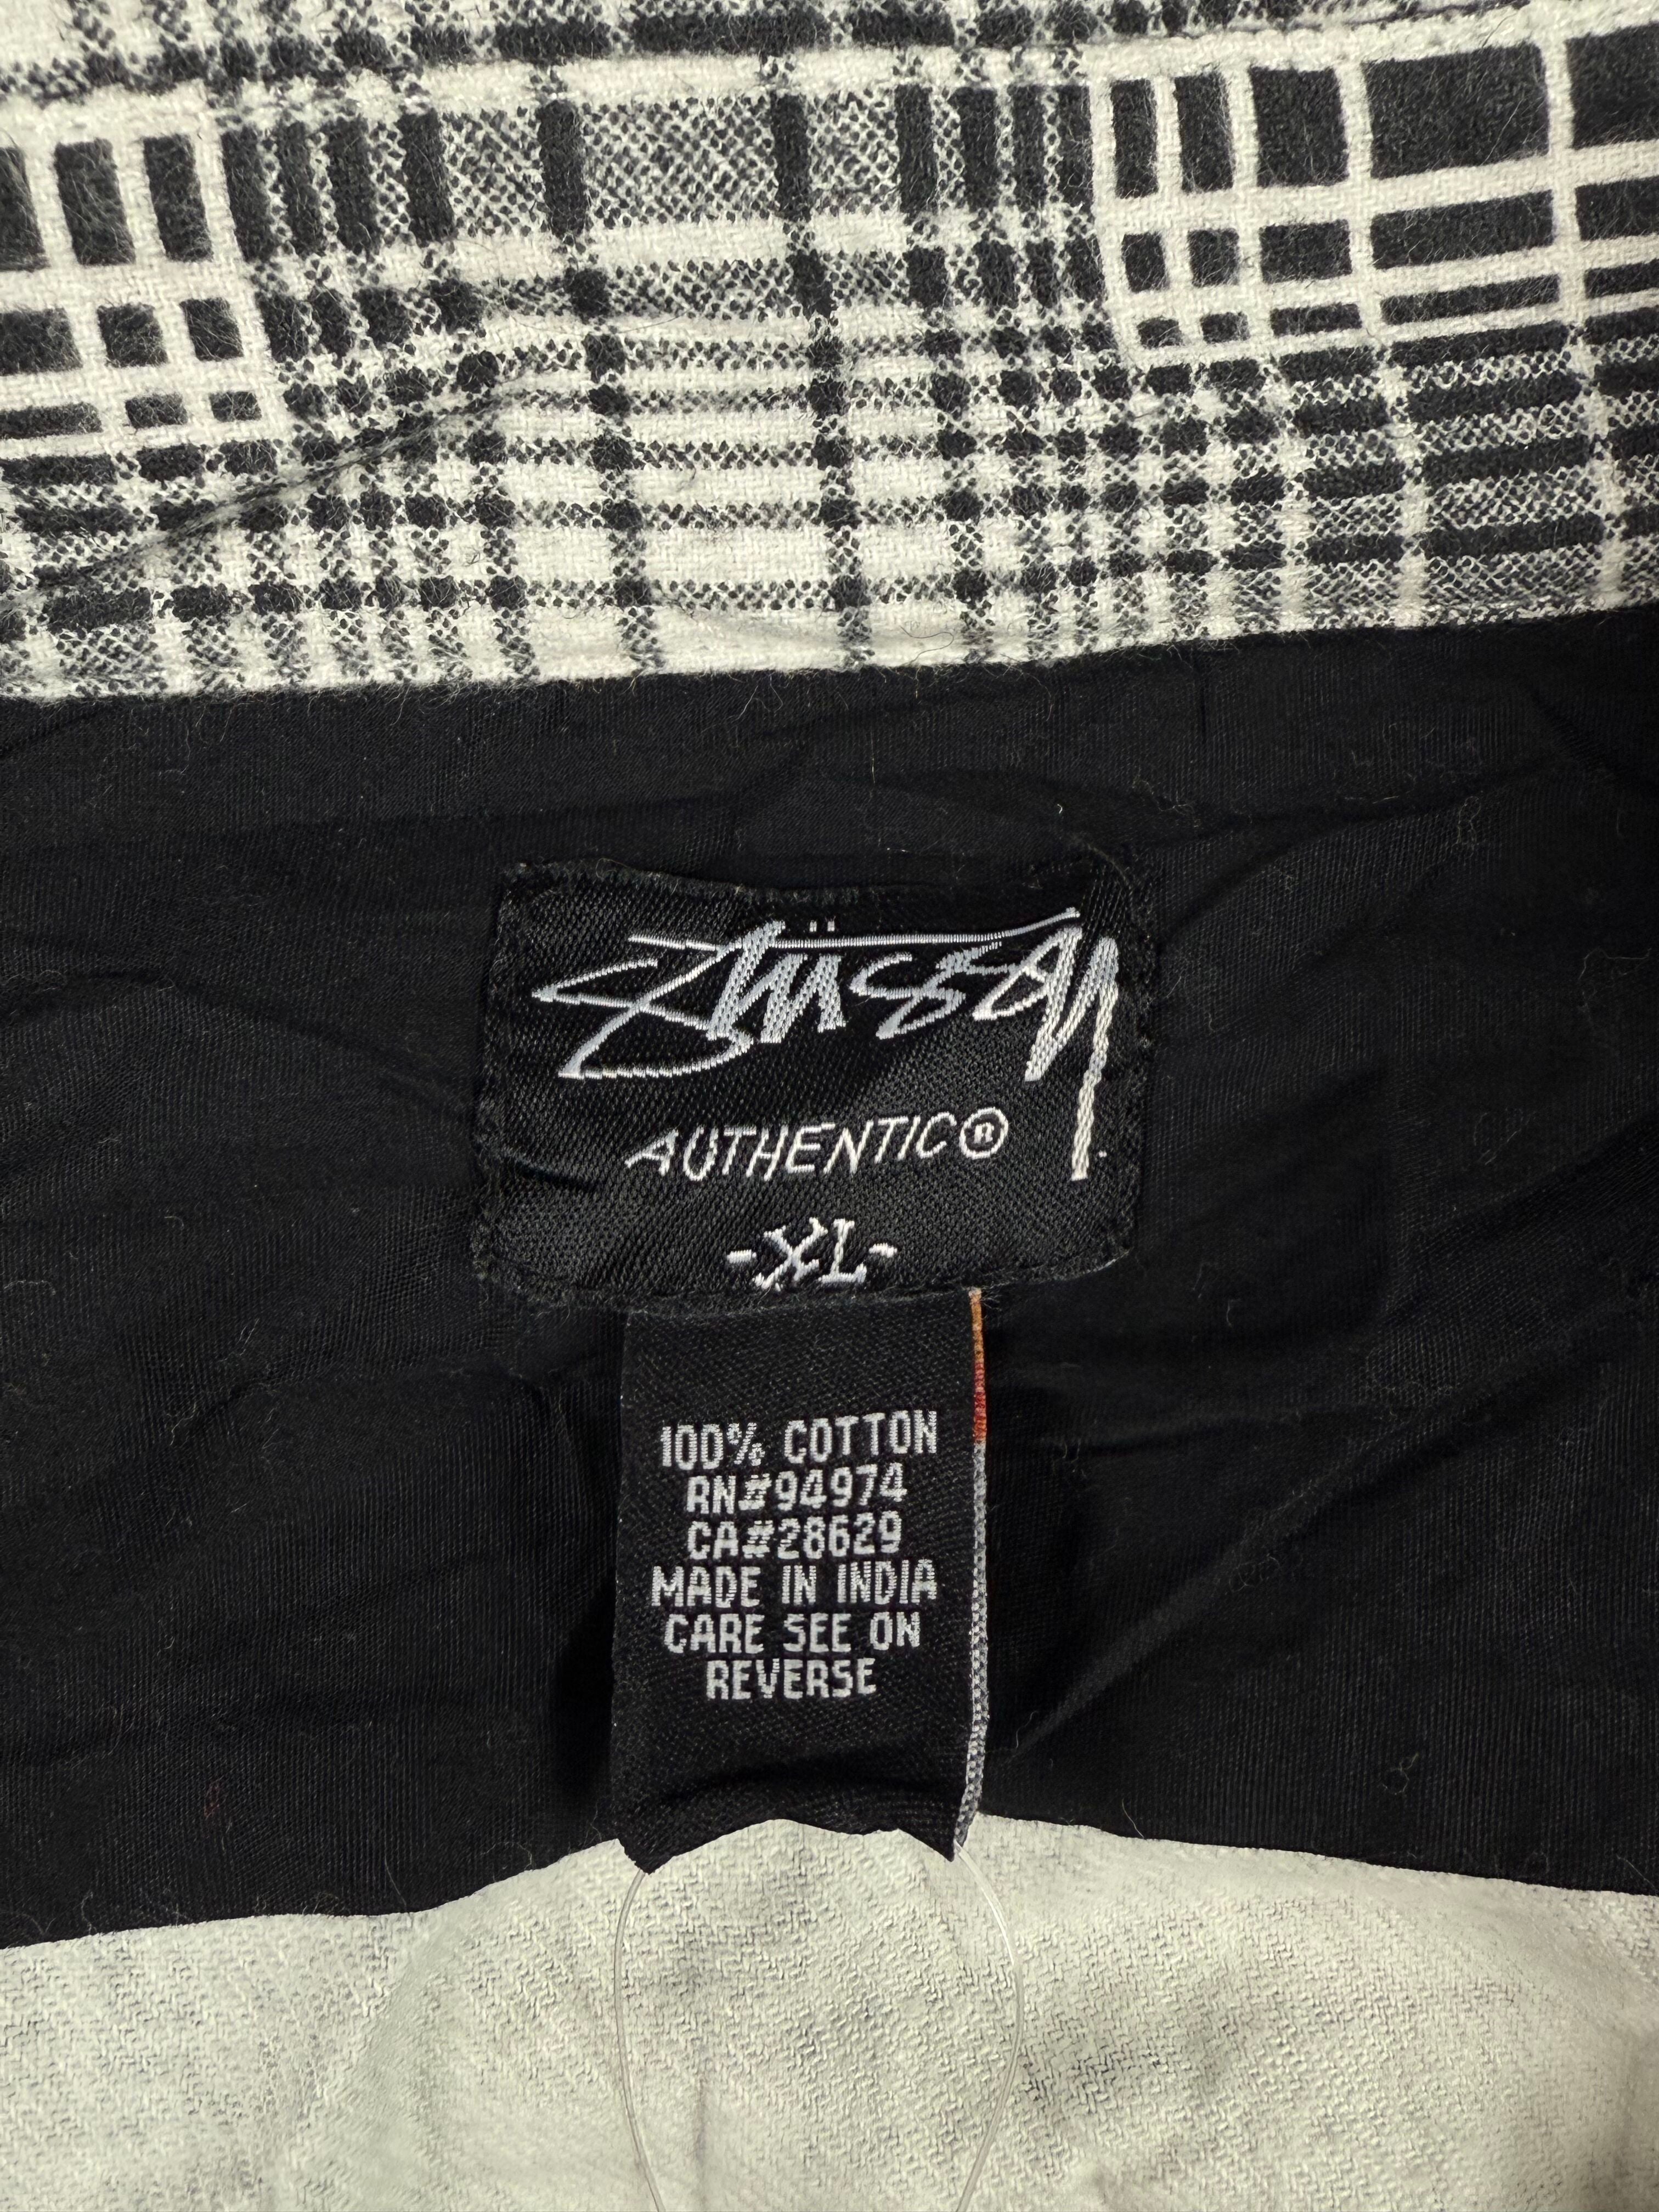 Stüssy
AUTHENTIC®
-XL-
100% COTTON
RN#94974
CA#28629
MADE IN INDIA
CARE SEE ON
REVERSE